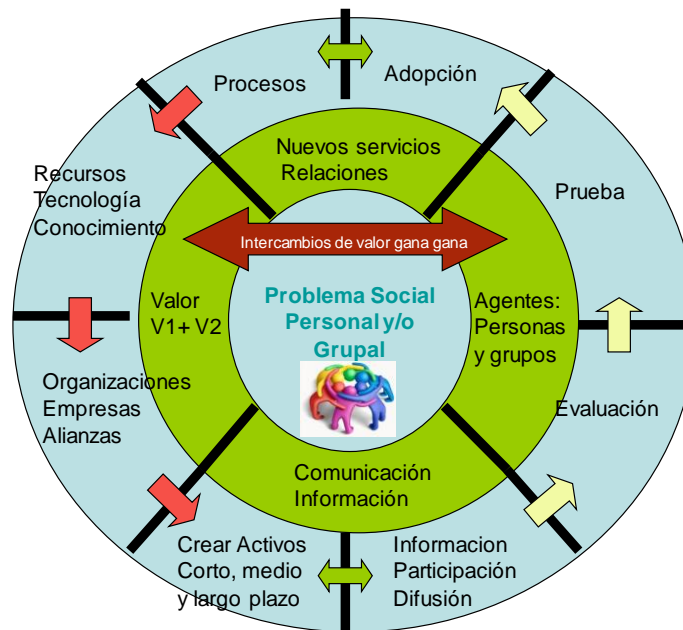 Procesos
Adopción
Nuevos servicios
Relaciones
Recursos
Tecnología
Conocimiento
Prueba
Intercambios de valor gana gana
Valor
V1+ V2
Problema Social
Personal y/o
Grupal
Agentes:
Personas
y grupos
Organizaciones
Empresas
Alianzas
Evaluación
Comunicación
Información
Crear Activos
Corto, medio
y largo plazo
Informacion
Participación
Difusión